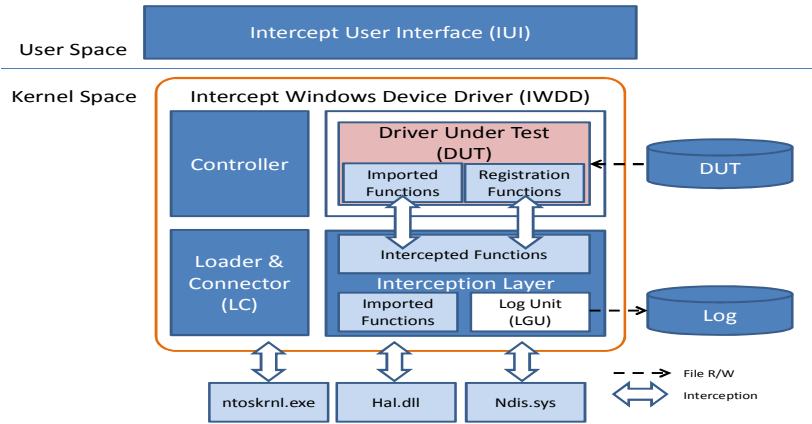 Intercept User Interface (IUI)
User Space
Kernel Space
Intercept Windows Device Driver (IWDD)
Controller
Driver Under Test
(DUT)
Imported
Functions
Registration
Functions
DUT
Loader &
Connector
(LC)
Intercepted Functions
Interception Layer
Imported
Functions
Log Unit
(LGU)
Log
ntoskrnl.exe
Hal.dll
Ndis.sys
File R/W
Interception